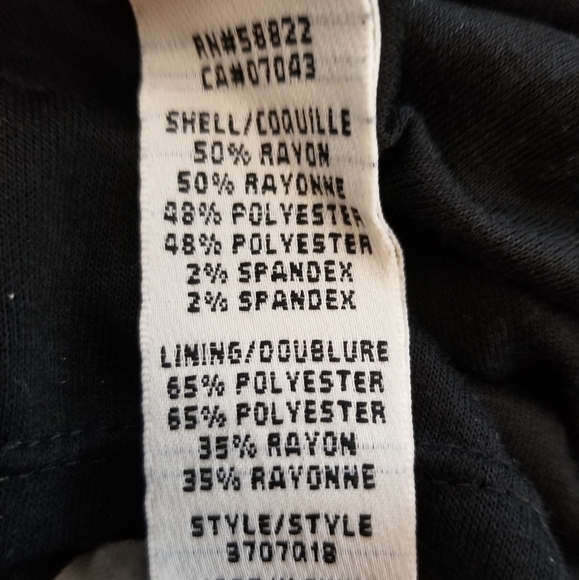 RN#58822
CA#07043
SHELL/COQUILLE
50% RAYON
50% RAYONNE
48% POLYESTER
48% POLYESTER
2% SPANDEX
2% SPANDEX
LINING/DOUBLURE
65% POLYESTER
65% POLYESTER
35% RAYON
35% RAYONNE
STYLE/STYLE
3707Q18